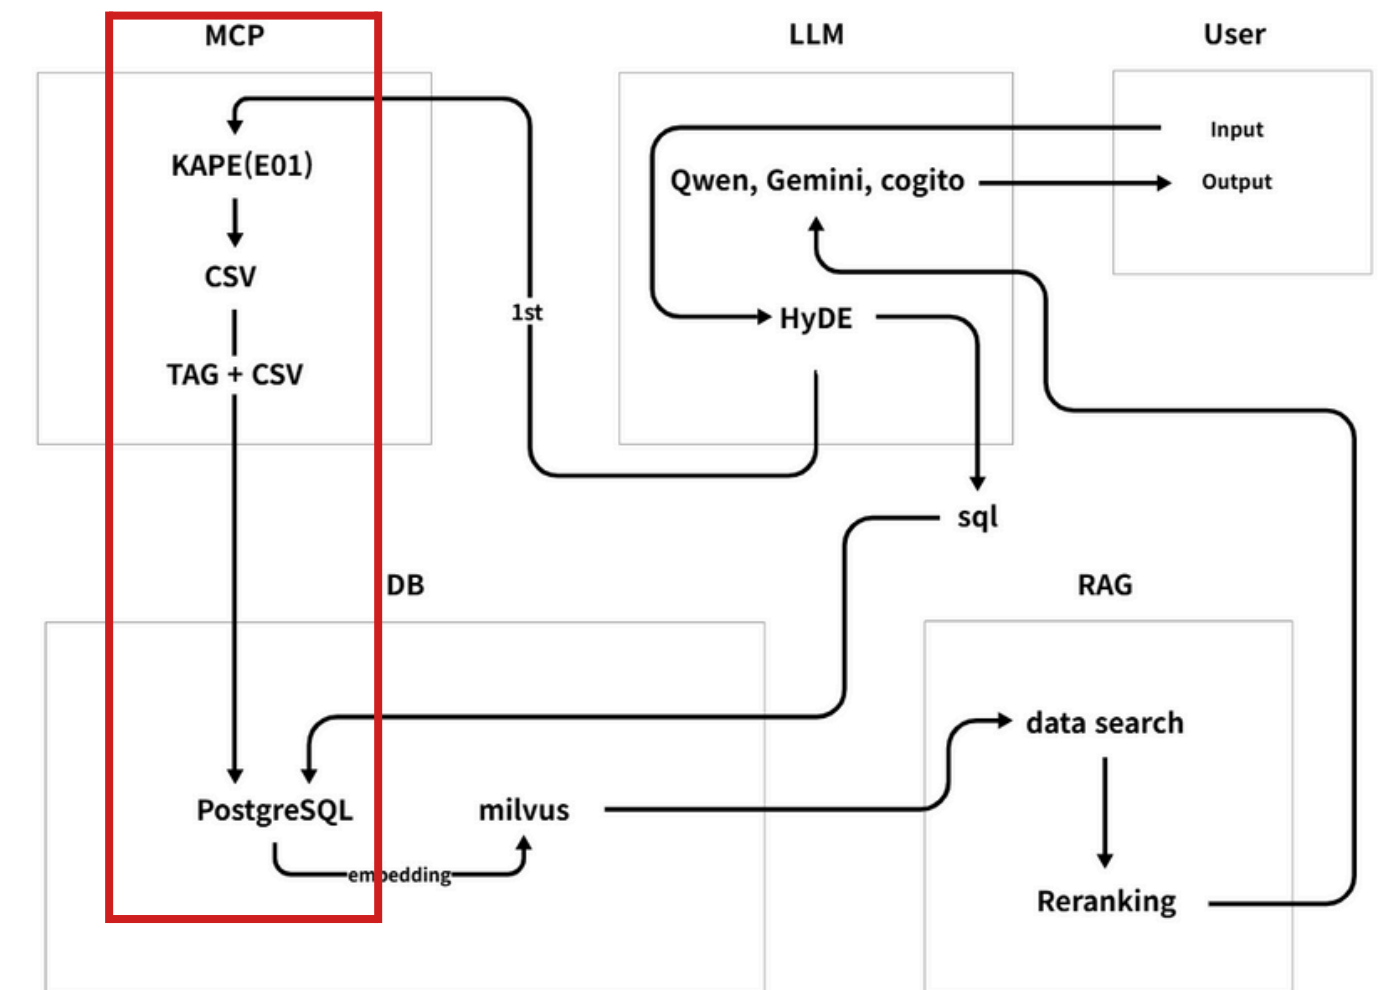 MCP
LLM
User
KAPE(E01)
CSV
TAG + CSV
1st
Qwen, Gemini, cogito
HyDE
Input
Output
sql
DB
RAG
PostgreSQL
milvus
embedding
data search
Reranking